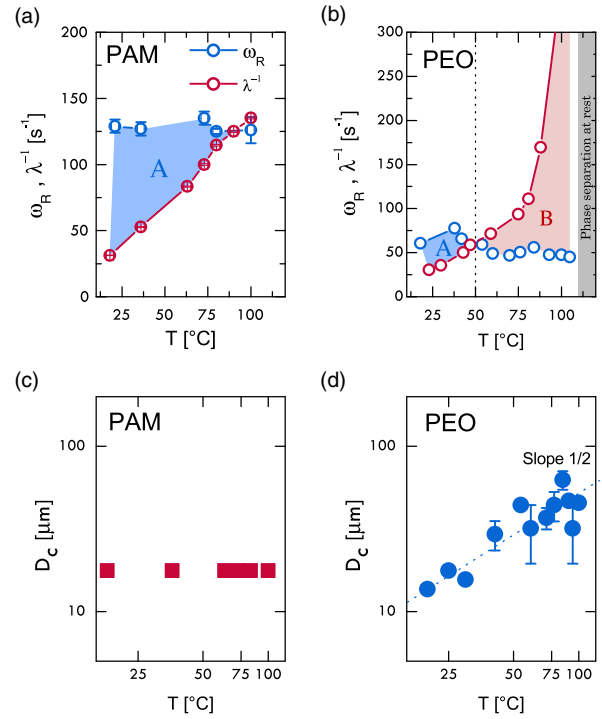 (a)
PAM
ω_R
λ⁻¹
A
200
150
100
50
0
ω_R , λ⁻¹ [s⁻¹]
25 50 75 100
T [°C]
(b)
PEO
A
B
Phase separation at rest
300
250
200
150
100
50
0
ω_R , λ⁻¹ [s⁻¹]
25 50 75 100
T [°C]
(c)
PAM
100
10
D_c [μm]
25 50 75 100
T [°C]
(d)
PEO
Slope 1/2
100
10
D_c [μm]
25 50 75 100
T [°C]